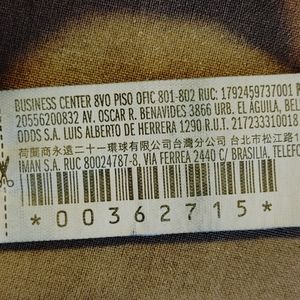 BUSINESS CENTER 8VO PISO OFIC 801-802 RUC: 1792459737001
20556200832 AV. OSCAR R. BENAVIDES 3866 URB. EL AGUILA, BEL
ODDS S.A. LUIS ALBERTO DE HERRERA 1290 R.U.T. 217233310018
荷蘭商永遠二十一環球有限公司台灣分公司 台北市松江路
IMAN S.A. RUC 80024787-8, VIA FERREA 2440 C/ BRASILIA, TELEFO
*00362715*